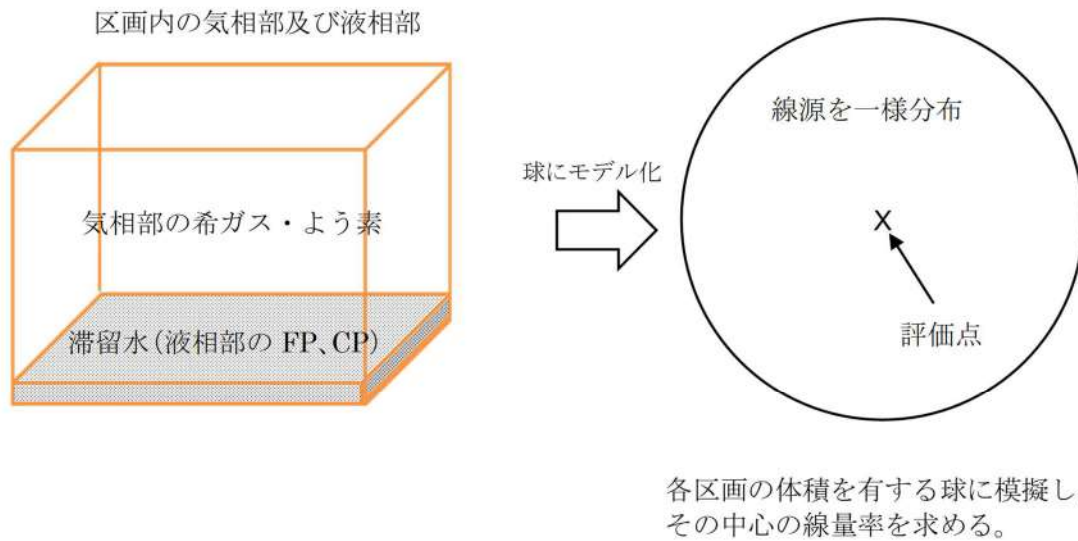 区画内の気相部及び液相部
気相部の希ガス・よう素
滞留水(液相部の FP、CP)
球にモデル化
線源を一様分布
X
評価点
各区画の体積を有する球に模擬し
その中心の線量率を求める。